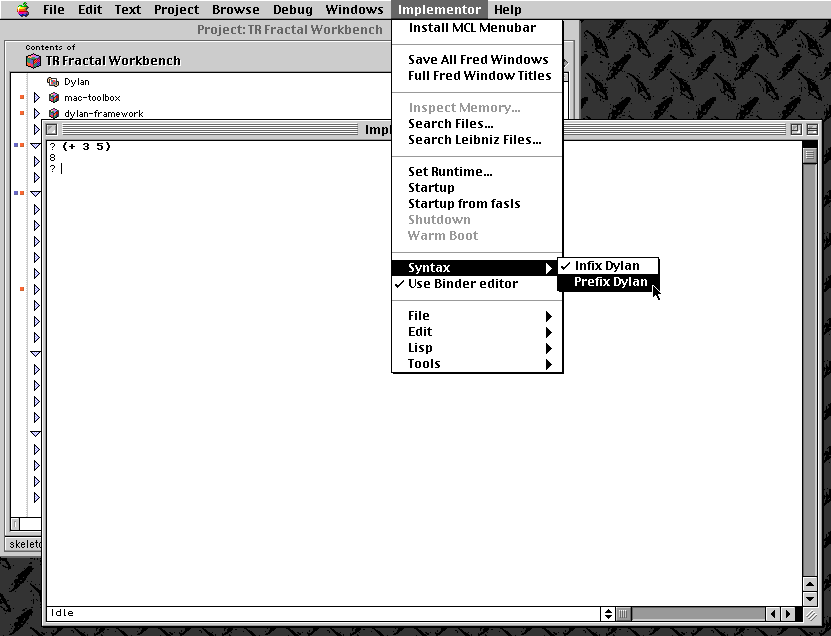 File Edit Text Project Browse Debug Windows Implementor Help
Project: TR Fractal Workbench
Contents of
TR Fractal Workbench
Dylan
mac-toolbox
dylan-framework
Install MCL Menubar
Save All Fred Windows
Full Fred Window Titles
Inspect Memory...
Search Files...
Search Leibniz Files...
Set Runtime...
Startup
Startup from fasls
Shutdown
Warm Boot
Syntax
Infix Dylan
Prefix Dylan
Use Binder editor
File
Edit
Lisp
Tools
Impl
? (+ 3 5)
8
?
skelet
Idle